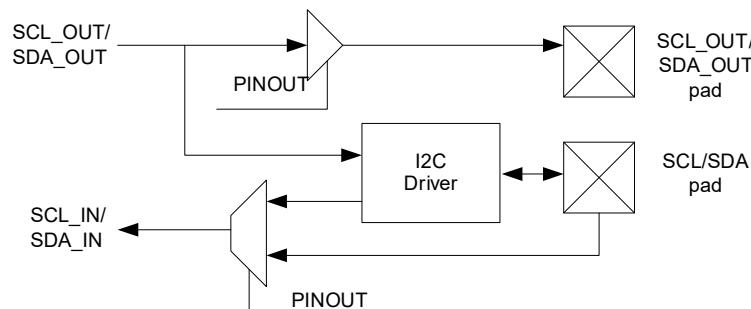 SCL_OUT/
SDA_OUT
PINOUT
SCL_OUT/
SDA_OUT
pad
I2C
Driver
SCL/SDA
pad
SCL_IN/
SDA_IN
PINOUT